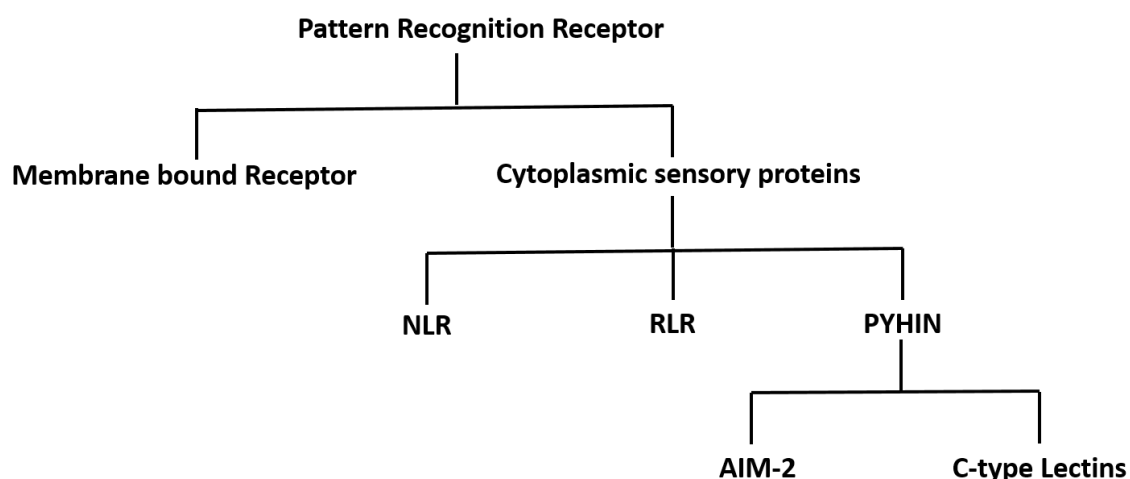 Pattern Recognition Receptor
Membrane bound Receptor
Cytoplasmic sensory proteins
NLR
RLR
PYHIN
AIM-2
C-type Lectins